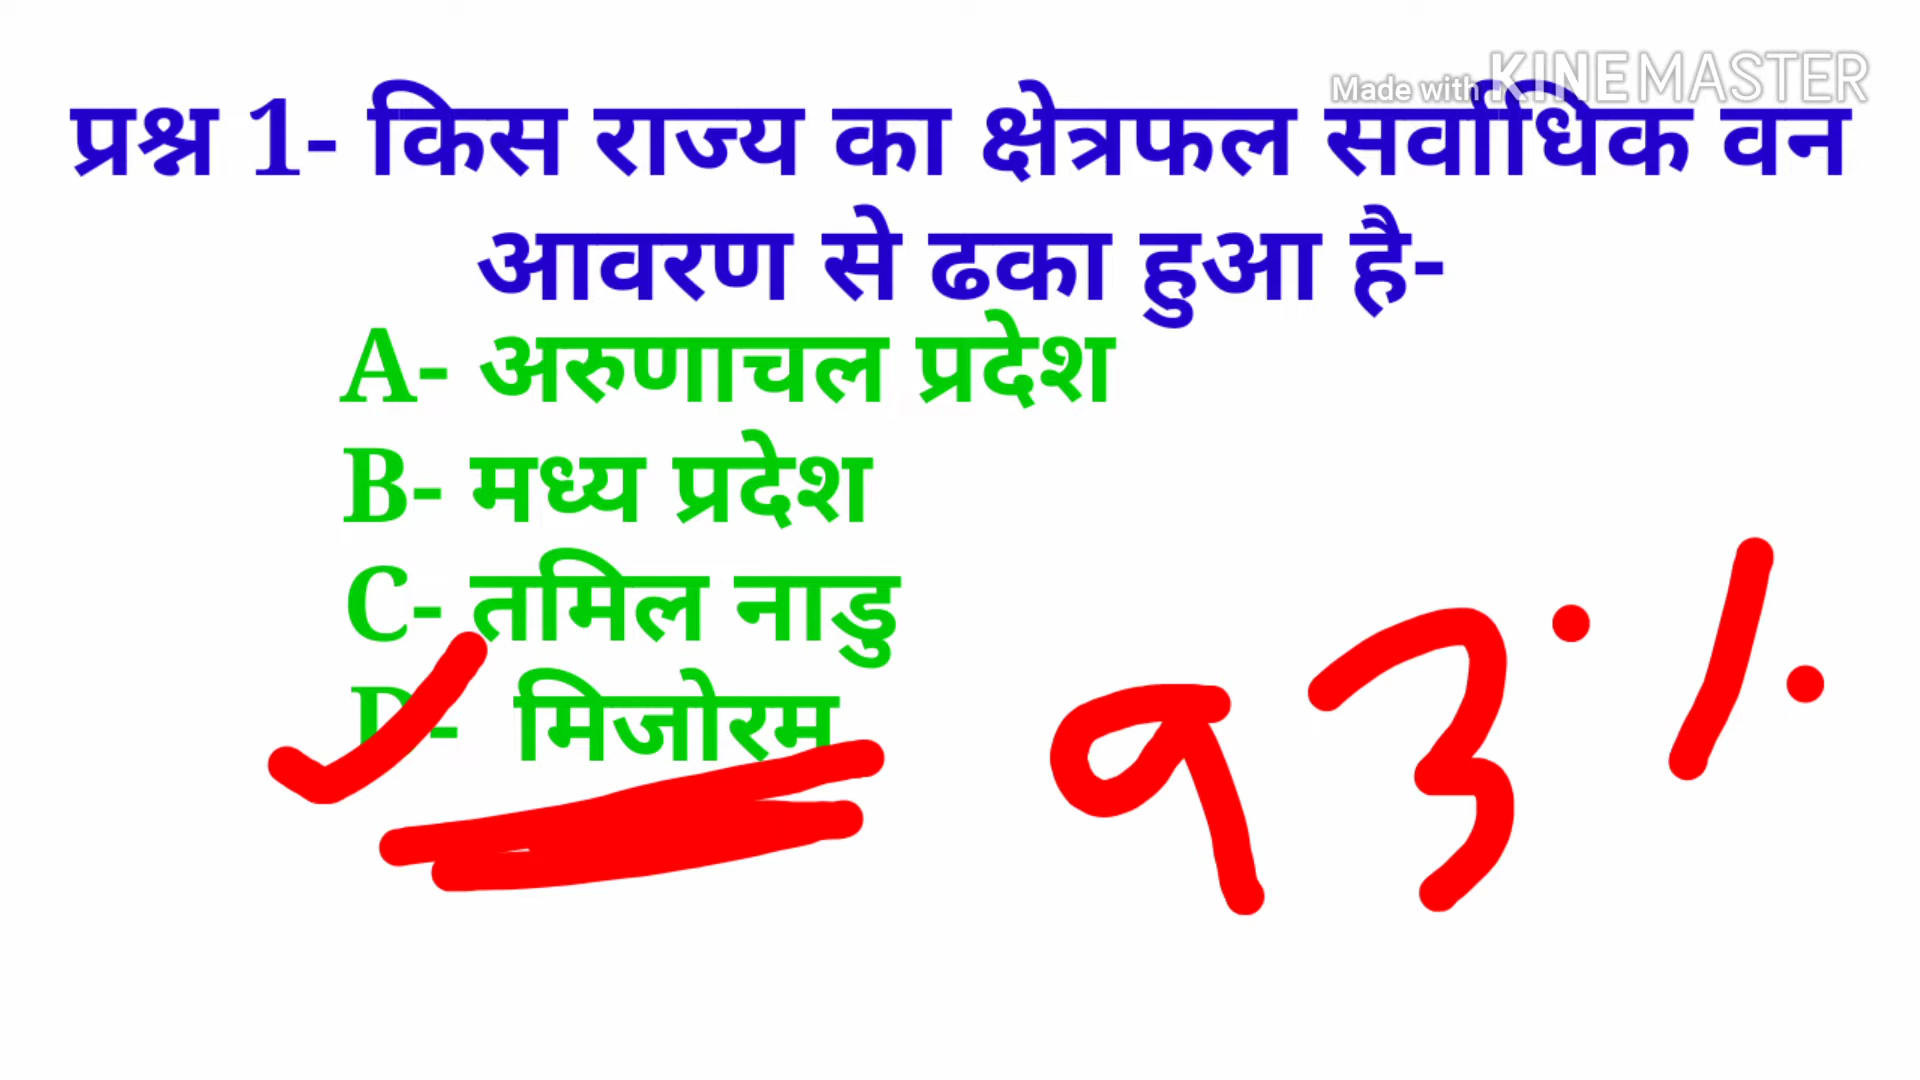 Made with KINEMASTER
प्रश्न 1- किस राज्य का क्षेत्रफल सर्वाधिक वन
आवरण से ढका हुआ है-
A- अरुणाचल प्रदेश
B- मध्य प्रदेश
C- तमिल नाडु
D- मिजोरम
93%